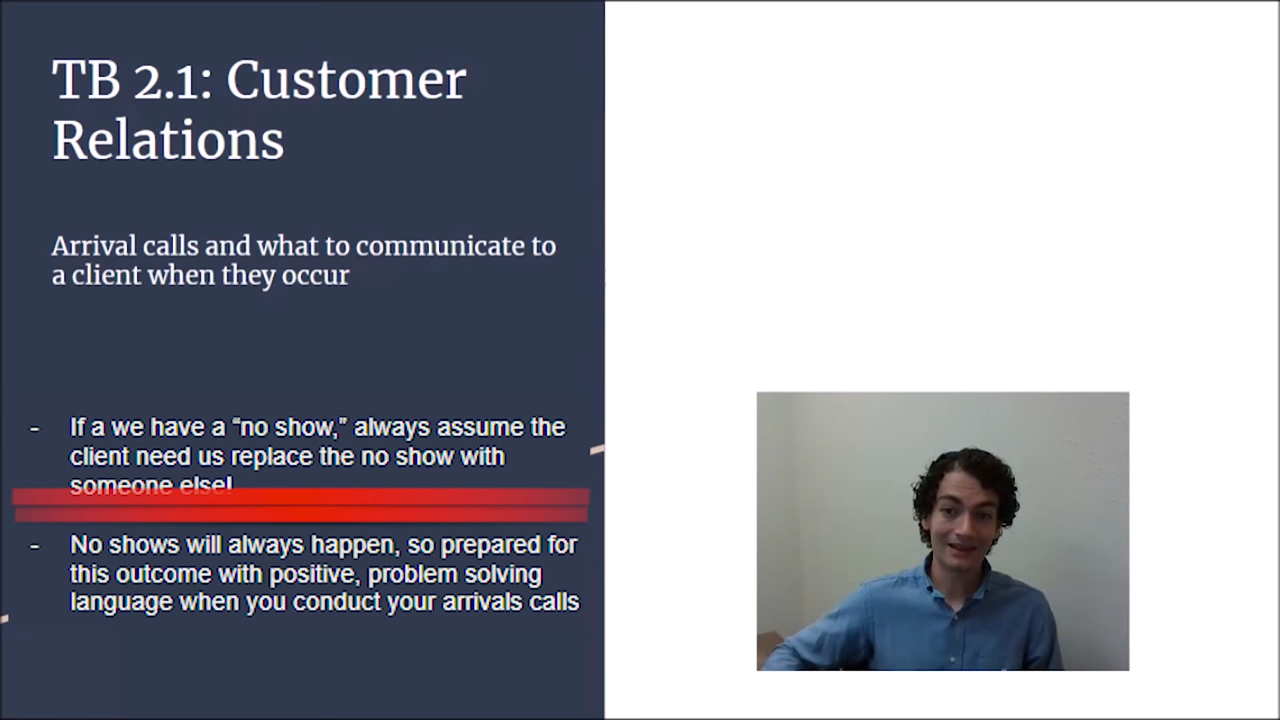 TB 2.1: Customer
Relations
Arrival calls and what to communicate to
a client when they occur
- If a we have a “no show,” always assume the
client need us replace the no show with
someone else!
- No shows will always happen, so prepared for
this outcome with positive, problem solving
language when you conduct your arrivals calls